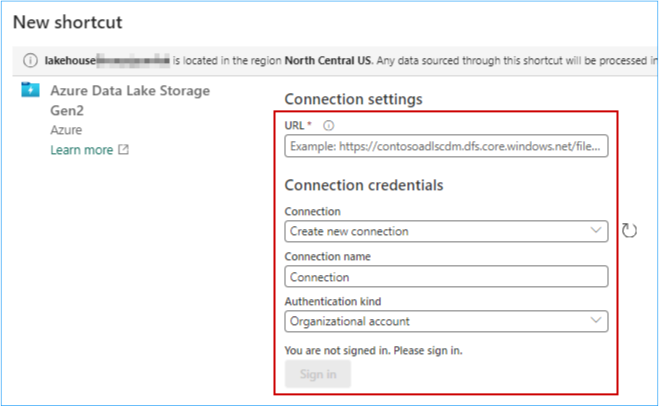 New shortcut
lakehouse is located in the region North Central US. Any data sourced through this shortcut will be processed in
Azure Data Lake Storage
Gen2
Azure
Learn more
Connection settings
URL *
Example: https://contosoadlscdm.dfs.core.windows.net/file...
Connection credentials
Connection
Create new connection
Connection name
Connection
Authentication kind
Organizational account
You are not signed in. Please sign in.
Sign in